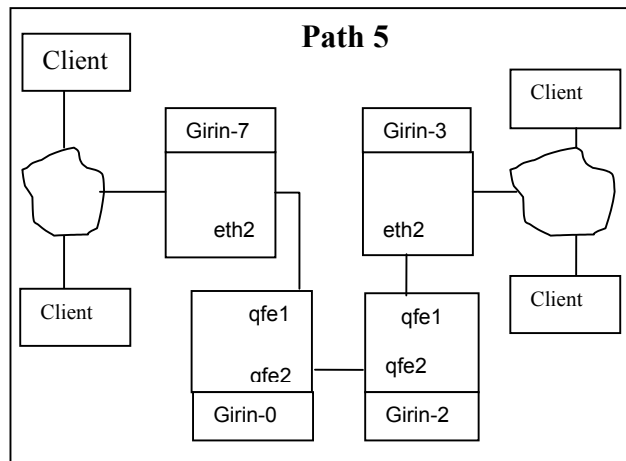 Path 5
Client
Client
Girin-7
Girin-3
eth2
eth2
Client
Client
qfe1
qfe1
qfe2
qfe2
Girin-0
Girin-2